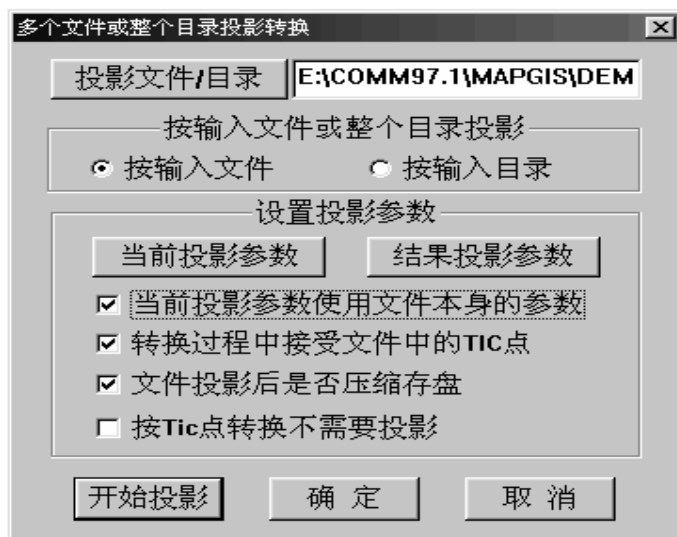 多个文件或整个目录投影转换
投影文件/目录 E:\COMM97.1\MAPGIS\DEM
按输入文件或整个目录投影
按输入文件 按输入目录
设置投影参数
当前投影参数 结果投影参数
当前投影参数使用文件本身的参数
转换过程中接受文件中的TIC点
文件投影后是否压缩存盘
按Tic点转换不需要投影
开始投影 确 定 取 消